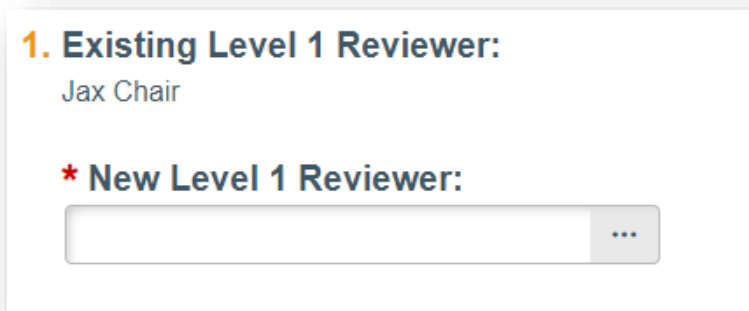 1. Existing Level 1 Reviewer:
Jax Chair
* New Level 1 Reviewer:
...